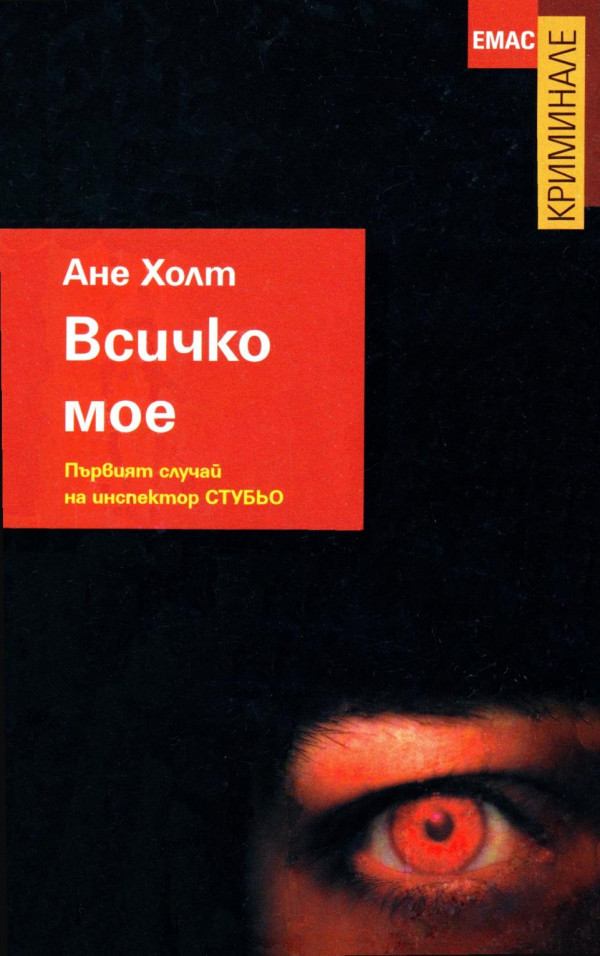 ЕМАС
КРИМИНАЛЕ
Ане Холт
Всичко
мое
Първият случай
на инспектор СТУБЬО